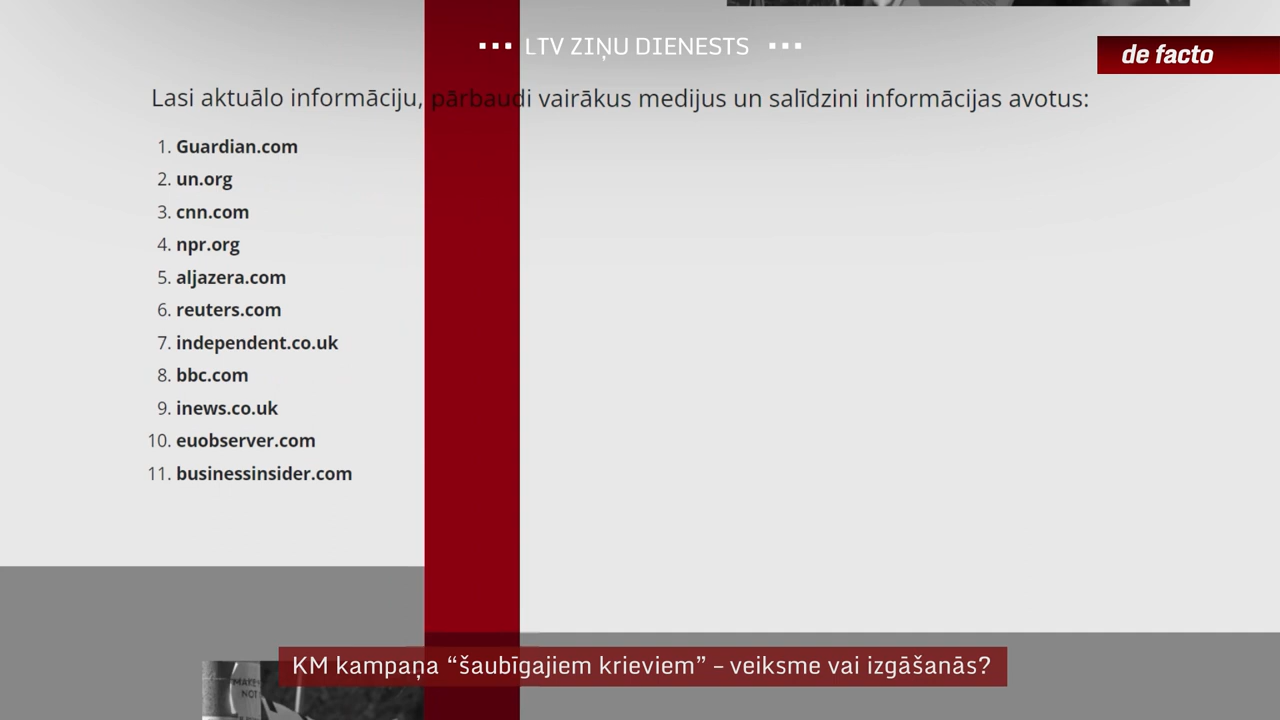 LTV ZIŅU DIENESTS
de facto
Lasi aktuālo informāciju, pārbaudi vairākus medijus un salīdzini informācijas avotus:
1. Guardian.com
2. un.org
3. cnn.com
4. npr.org
5. aljazera.com
6. reuters.com
7. independent.co.uk
8. bbc.com
9. inews.co.uk
10. euobserver.com
11. businessinsider.com
KM kampaņa “šaubīgajiem krieviem” – veiksme vai izgāšanās?
MAKE
NOT